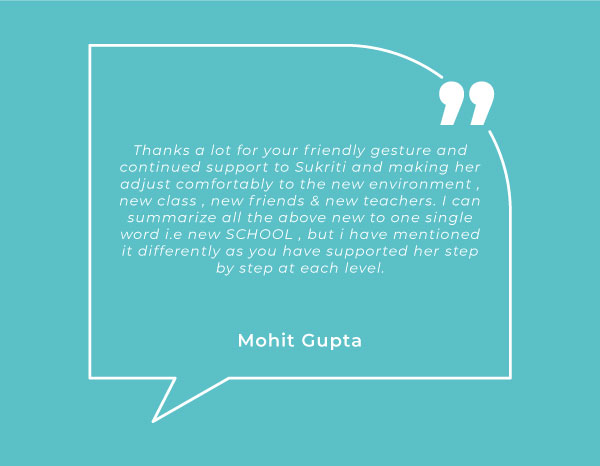 Thanks a lot for your friendly gesture and
continued support to Sukriti and making her
adjust comfortably to the new environment ,
new class , new friends & new teachers. I can
summarize all the above new to one single
word i.e new SCHOOL , but i have mentioned
it differently as you have supported her step
by step at each level.
Mohit Gupta